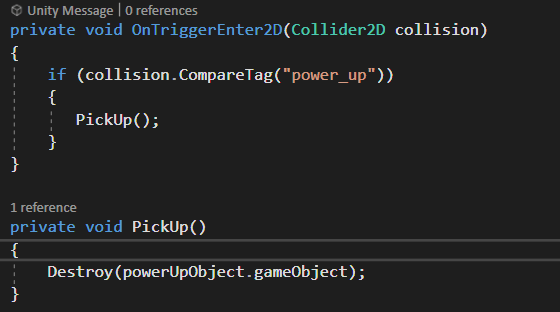 Unity Message | 0 references
private void OnTriggerEnter2D(Collider2D collision)
{
if (collision.CompareTag("power_up"))
{
PickUp();
}
}
1 reference
private void PickUp()
{
Destroy(powerUpObject.gameObject);
}